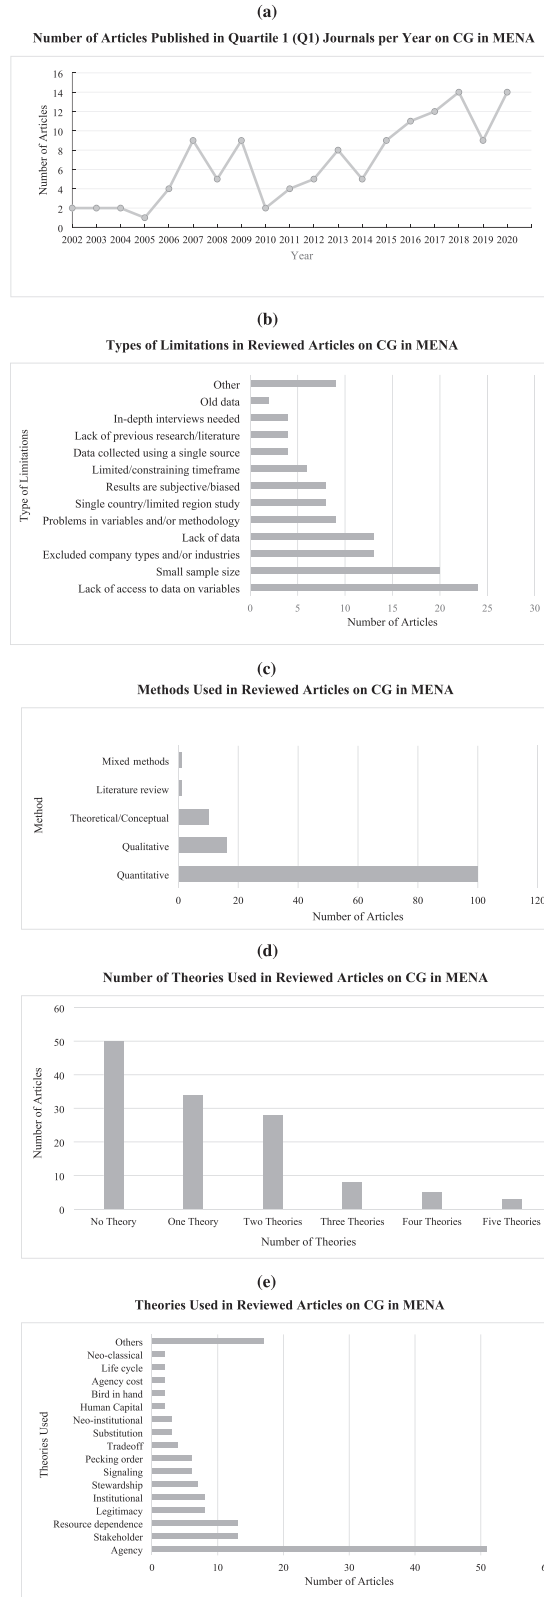 (a)
Number of Articles Published in Quartile 1 (Q1) Journals per Year on CG in MENA
16
14
12
10
8
6
4
2
0
Number of Articles
2002 2003 2004 2005 2006 2007 2008 2009 2010 2011 2012 2013 2014 2015 2016 2017 2018 2019 2020
Year
(b)
Types of Limitations in Reviewed Articles on CG in MENA
Type of Limitations
Other
Old data
In-depth interviews needed
Lack of previous research/literature
Data collected using a single source
Limited/constraining timeframe
Results are subjective/biased
Single country/limited region study
Problems in variables and/or methodology
Lack of data
Excluded company types and/or industries
Small sample size
Lack of access to data on variables
0 5 10 15 20 25 30
Number of Articles
(c)
Methods Used in Reviewed Articles on CG in MENA
Method
Mixed methods
Literature review
Theoretical/Conceptual
Qualitative
Quantitative
0 20 40 60 80 100 120
Number of Articles
(d)
Number of Theories Used in Reviewed Articles on CG in MENA
60
50
40
30
20
10
0
Number of Articles
No Theory One Theory Two Theories Three Theories Four Theories Five Theories
Number of Theories
(e)
Theories Used in Reviewed Articles on CG in MENA
Theories Used
Others
Neo-classical
Life cycle
Agency cost
Bird in hand
Human Capital
Neo-institutional
Substitution
Tradeoff
Pecking order
Signaling
Stewardship
Institutional
Legitimacy
Resource dependence
Stakeholder
Agency
0 10 20 30 40 50
Number of Articles